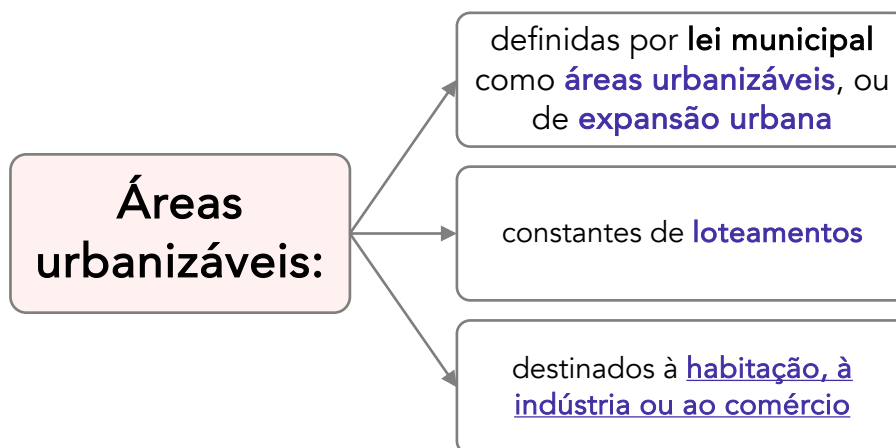 Áreas
urbanizáveis:
definidas por lei municipal
como áreas urbanizáveis, ou
de expansão urbana
constantes de loteamentos
destinados à habitação, à
indústria ou ao comércio